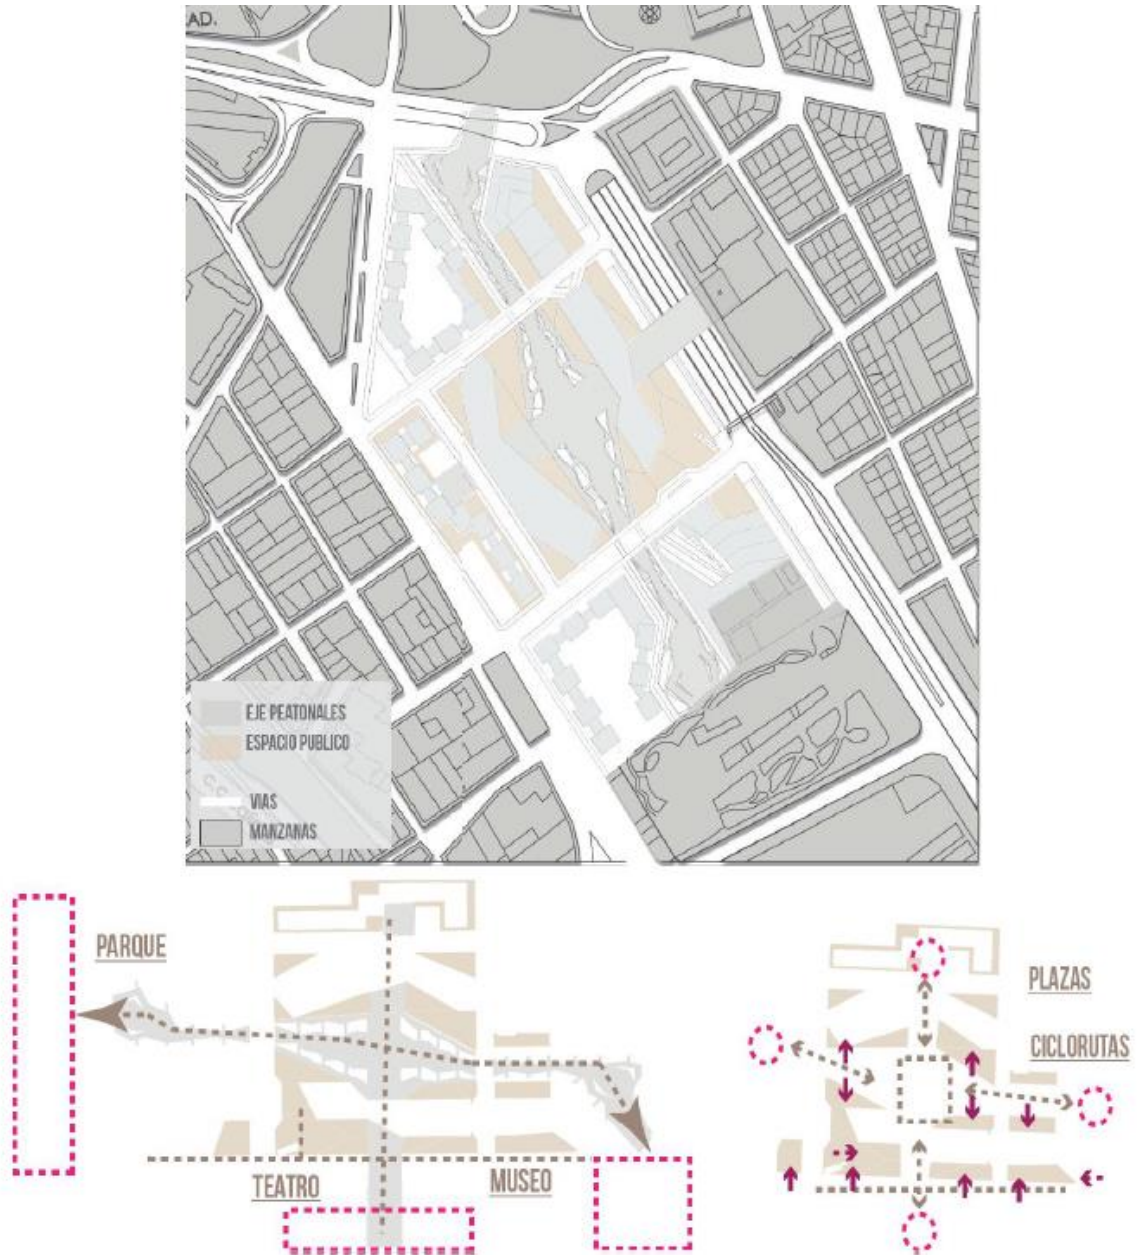 AD.
EJE PEATONALES
ESPACIO PUBLICO
VIAS
MANZANAS
PARQUE
TEATRO
MUSEO
PLAZAS
CICLORUTAS